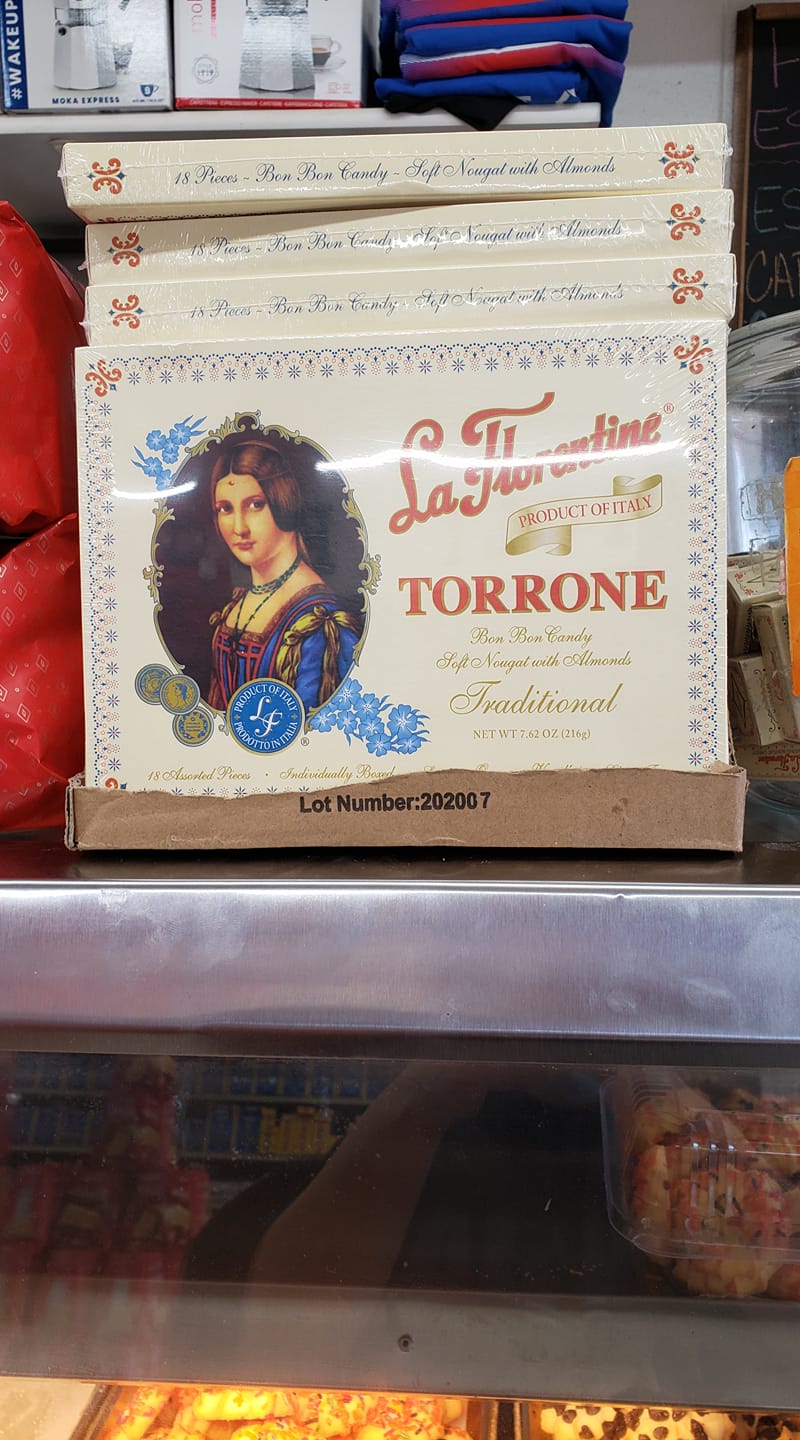 #WAKEUP
MOKA EXPRESS
18 Pieces ~ Bon Bon Candy ~ Soft Nougat with Almonds
18 Pieces ~ Bon Bon Candy ~ Soft Nougat with Almonds
18 Pieces ~ Bon Bon Candy ~ Soft Nougat with Almonds
La Florentine®
PRODUCT OF ITALY
TORRONE
Bon Bon Candy
Soft Nougat with Almonds
Traditional
NET WT 7.62 OZ (216g)
PRODUCT OF ITALY
LF
PRODOTTO IN ITALIA
®
18 Assorted Pieces • Individually Boxed
Lot Number:202007